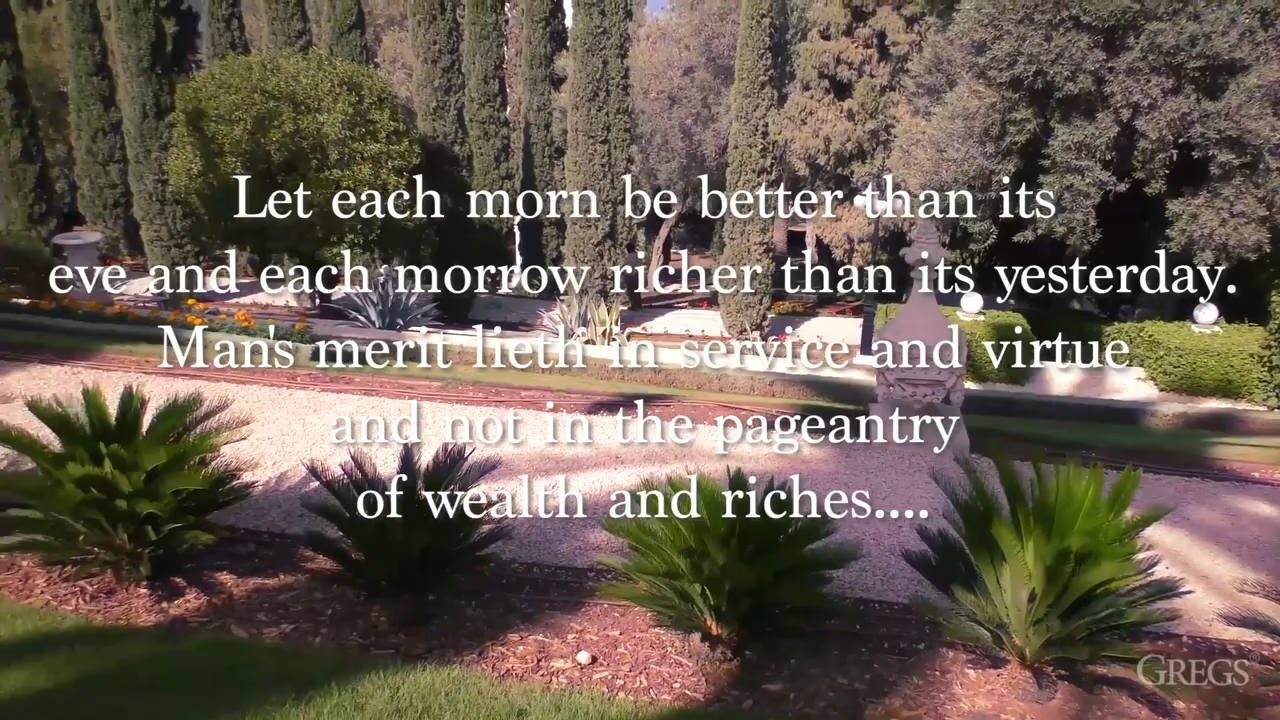 Let each morn be better than its
eve and each morrow richer than its yesterday.
Man's merit lieth in service and virtue
and not in the pageantry
of wealth and riches....
GREGS®